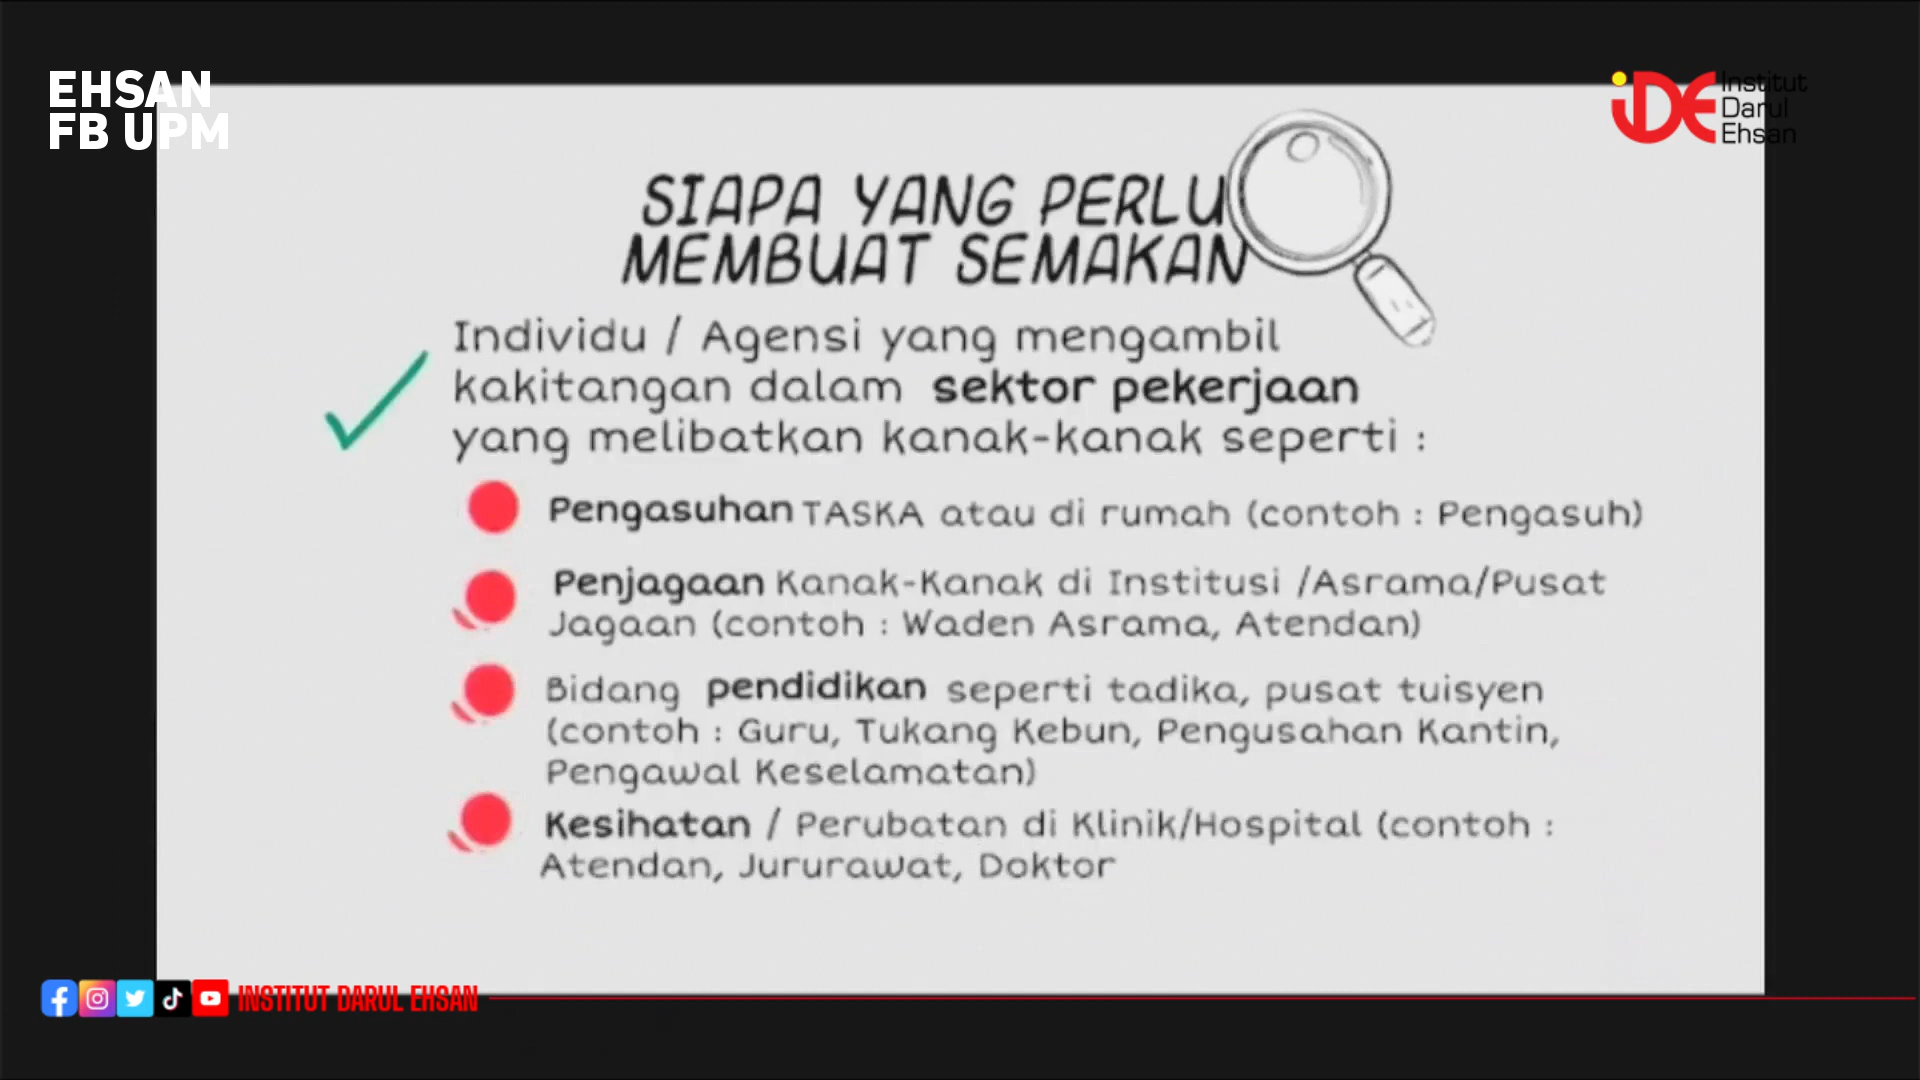 EHSAN
FB UPM
iDE Institut
Darul
Ehsan
SIAPA YANG PERLU
MEMBUAT SEMAKAN
Individu / Agensi yang mengambil
kakitangan dalam sektor pekerjaan
yang melibatkan kanak-kanak seperti :
Pengasuhan TASKA atau di rumah (contoh : Pengasuh)
Penjagaan Kanak-Kanak di Institusi /Asrama/Pusat
Jagaan (contoh : Waden Asrama, Atendan)
Bidang pendidikan seperti tadika, pusat tuisyen
(contoh : Guru, Tukang Kebun, Pengusahan Kantin,
Pengawal Keselamatan)
Kesihatan / Perubatan di Klinik/Hospital (contoh :
Atendan, Jururawat, Doktor
INSTITUT DARUL EHSAN